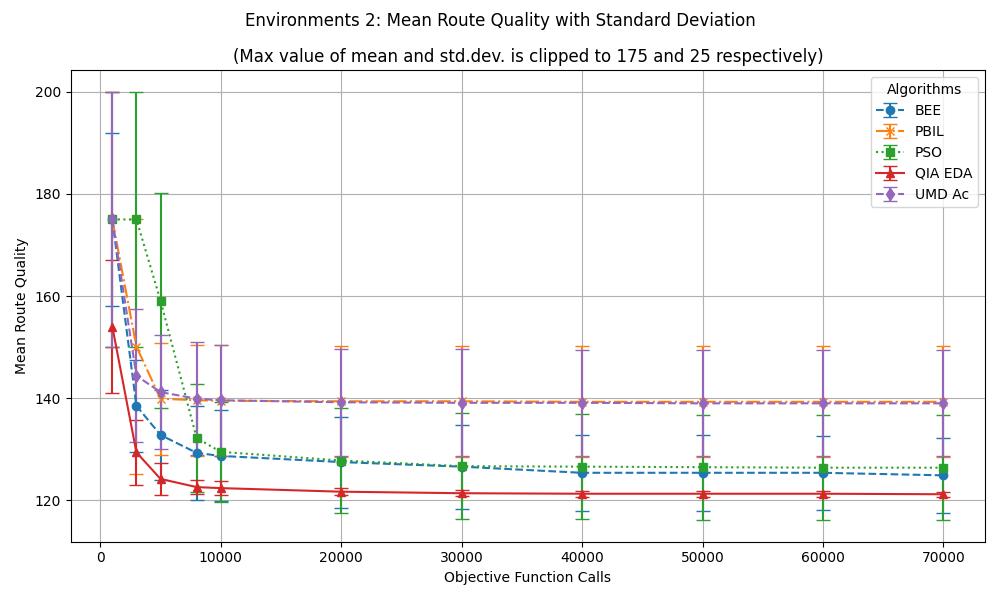 Environments 2: Mean Route Quality with Standard Deviation
(Max value of mean and std.dev. is clipped to 175 and 25 respectively)
Algorithms
BEE
PBIL
PSO
QIA EDA
UMD Ac
Mean Route Quality
200
180
160
140
120
0 10000 20000 30000 40000 50000 60000 70000
Objective Function Calls